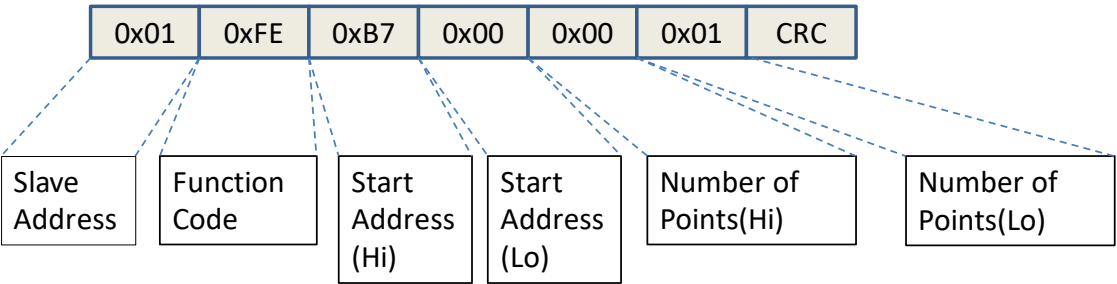 0x01 0xFE 0xB7 0x00 0x00 0x01 CRC
Slave
Address
Function
Code
Start
Address
(Hi)
Start
Address
(Lo)
Number of
Points(Hi)
Number of
Points(Lo)